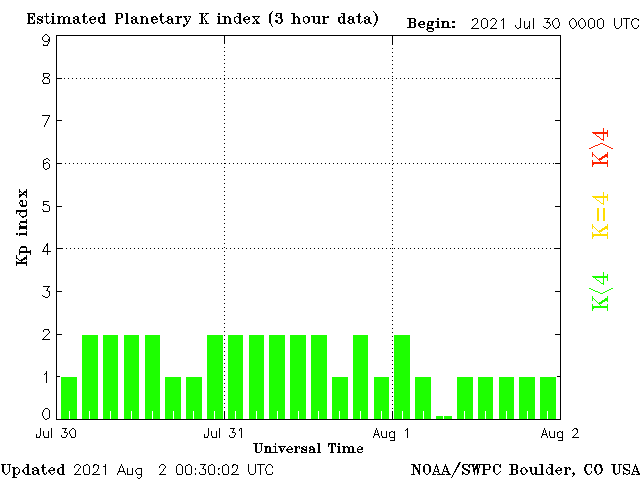 Estimated Planetary K index (3 hour data)
Begin: 2021 Jul 30 0000 UTC
9
8
7
6
5
4
3
2
1
0
Kp index
Jul 30
Jul 31
Aug 1
Aug 2
Universal Time
K>4
K=4
K<4
Updated 2021 Aug 2 00:30:02 UTC
NOAA/SWPC Boulder, CO USA